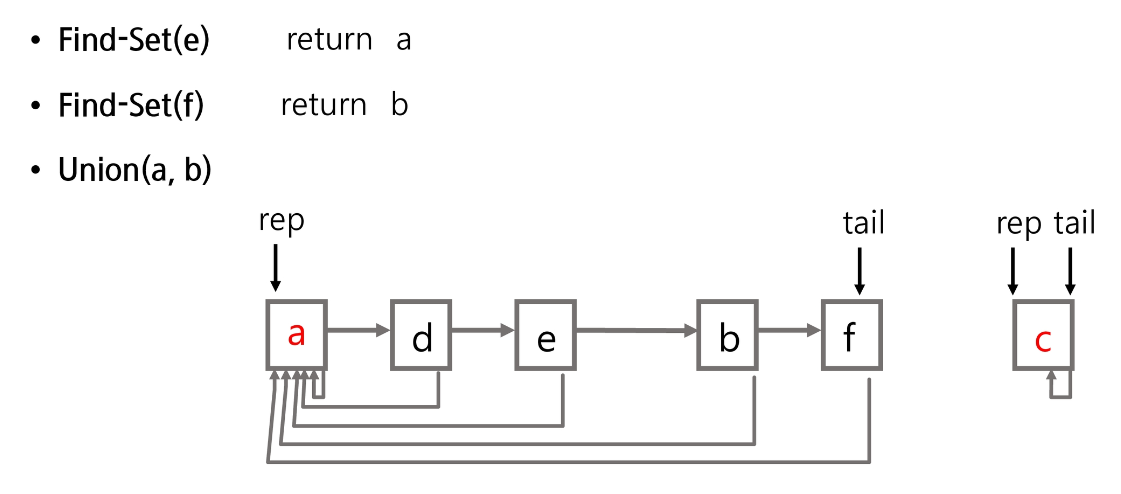 • Find-Set(e) return a
• Find-Set(f) return b
• Union(a, b)
rep tail rep tail
a d e b f c